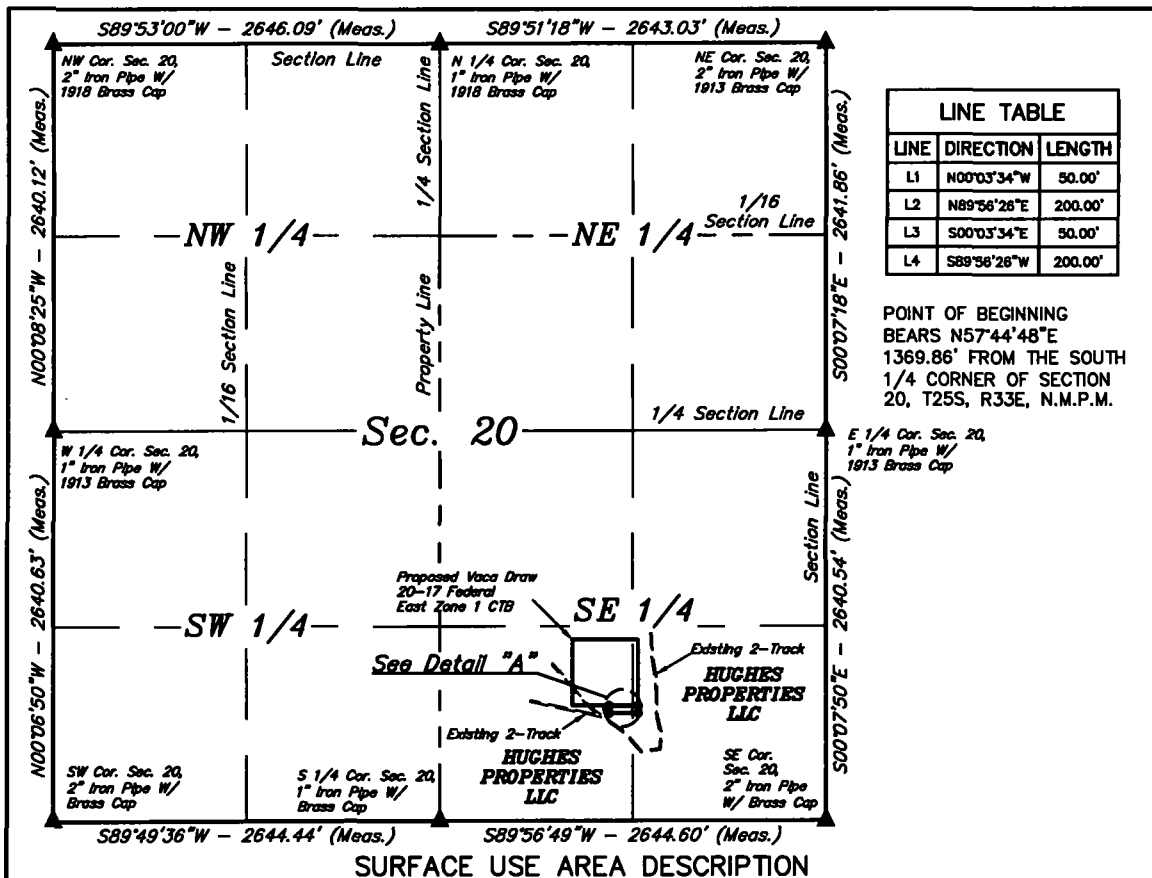 S89°53'00"W - 2646.09' (Meas.)
S89°51'18"W - 2643.03' (Meas.)
NW Cor. Sec. 20,
2" Iron Pipe W/
1918 Brass Cap
Section Line
N 1/4 Cor. Sec. 20,
1" Iron Pipe W/
1918 Brass Cap
NE Cor. Sec. 20,
2" Iron Pipe W/
1913 Brass Cap
N00°08'25"W - 2640.12' (Meas.)
1/4 Section Line
S00°07'18"E - 2641.86' (Meas.)
NW 1/4
NE 1/4
1/16
Section Line
1/16 Section Line
Property Line
LINE TABLE
LINE DIRECTION LENGTH
L1 N00°03'34"W 50.00'
L2 N89°56'26"E 200.00'
L3 S00°03'34"E 50.00'
L4 S89°56'26"W 200.00'
POINT OF BEGINNING
BEARS N57°44'48"E
1369.86' FROM THE SOUTH
1/4 CORNER OF SECTION
20, T25S, R33E, N.M.P.M.
Sec. 20
1/4 Section Line
W 1/4 Cor. Sec. 20,
1" Iron Pipe W/
1913 Brass Cap
E 1/4 Cor. Sec. 20,
1" Iron Pipe W/
1913 Brass Cap
N00°06'50"W - 2640.63' (Meas.)
Section Line
S00°07'50"E - 2640.54' (Meas.)
Proposed Vaca Draw
20-17 Federal
East Zone 1 CTB
SW 1/4
SE 1/4
See Detail "A"
Existing 2-Track
HUGHES
PROPERTIES
LLC
Existing 2-Track
HUGHES
PROPERTIES
LLC
SW Cor. Sec. 20,
2" Iron Pipe W/
Brass Cap
S 1/4 Cor. Sec. 20,
1" Iron Pipe W/
Brass Cap
SE Cor.
Sec. 20,
2" Iron Pipe
W/ Brass Cap
S89°49'36"W - 2644.44' (Meas.)
S89°56'49"W - 2644.60' (Meas.)
SURFACE USE AREA DESCRIPTION